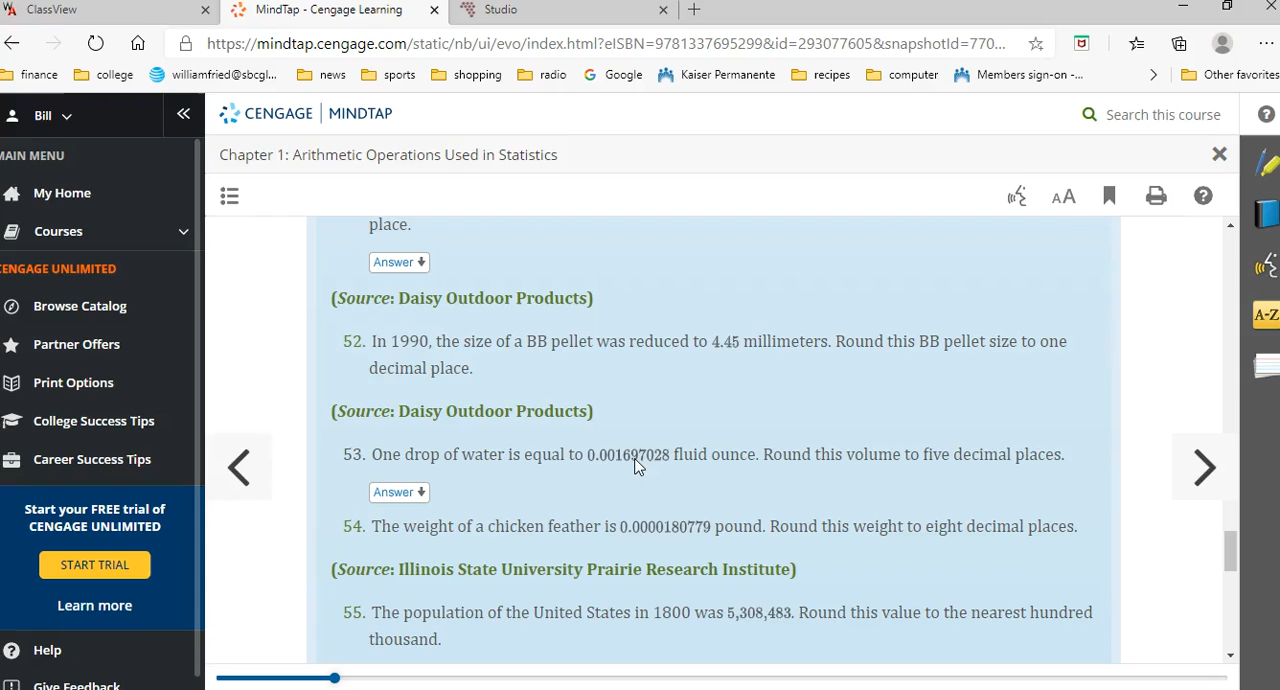 ClassView
MindTap - Cengage Learning
Studio
https://mindtap.cengage.com/static/nb/ui/evo/index.html?eISBN=9781337695299&id=293077605&snapshotId=770...
finance college williamfried@sbcgl... news sports shopping radio Google Kaiser Permanente recipes computer Members sign-on -... Other favorites
Bill
CENGAGE | MINDTAP
Search this course
MAIN MENU
Chapter 1: Arithmetic Operations Used in Statistics
My Home
AA
Courses
place.
Answer
CENGAGE UNLIMITED
(Source: Daisy Outdoor Products)
Browse Catalog
A-Z
Partner Offers
52. In 1990, the size of a BB pellet was reduced to 4.45 millimeters. Round this BB pellet size to one
decimal place.
Print Options
(Source: Daisy Outdoor Products)
College Success Tips
53. One drop of water is equal to 0.001697028 fluid ounce. Round this volume to five decimal places.
Career Success Tips
Answer
Start your FREE trial of
CENGAGE UNLIMITED
54. The weight of a chicken feather is 0.0000180779 pound. Round this weight to eight decimal places.
START TRIAL
(Source: Illinois State University Prairie Research Institute)
Learn more
55. The population of the United States in 1800 was 5,308,483. Round this value to the nearest hundred
thousand.
Help
Give Feedback